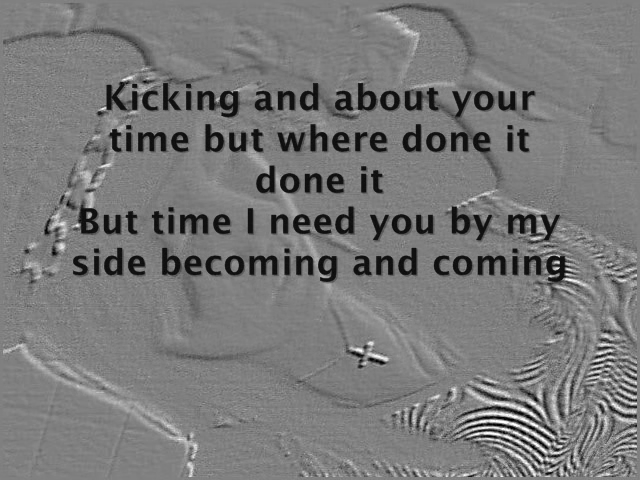 Kicking and about your
time but where done it
done it
But time I need you by my
side becoming and coming